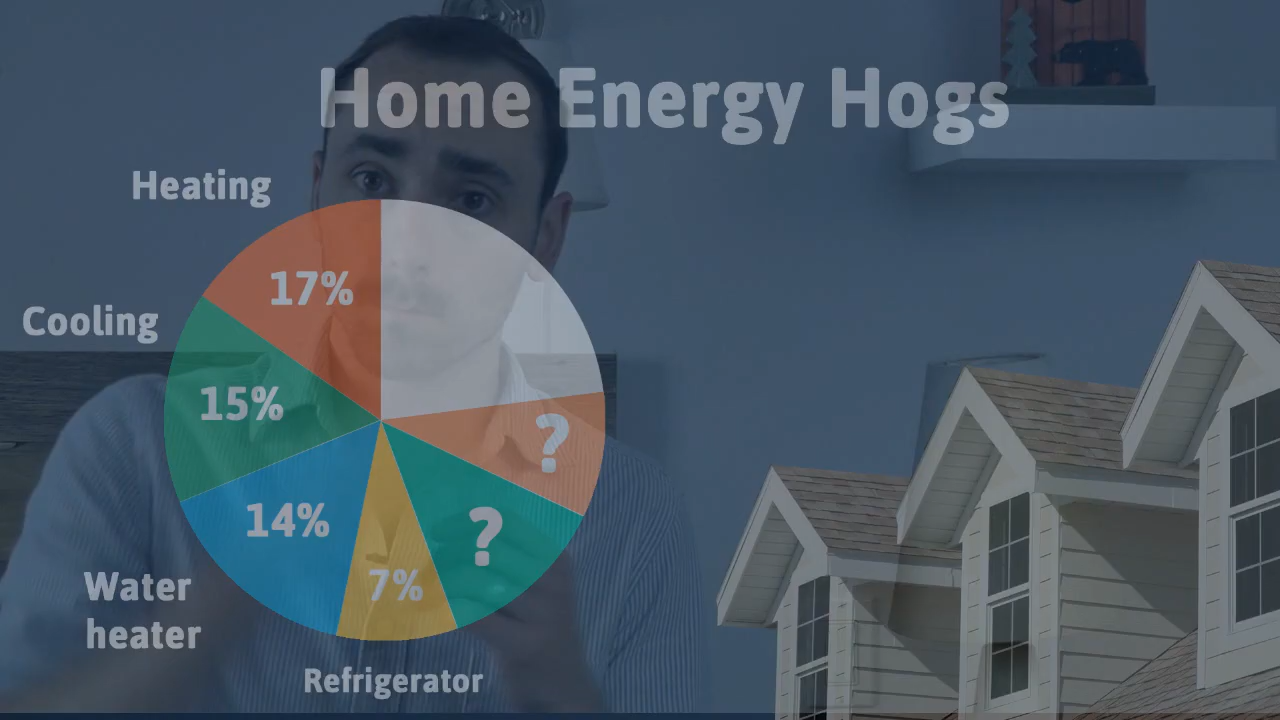 Home Energy Hogs
Heating
17%
Cooling
15%
?
14%
?
7%
Water
heater
Refrigerator